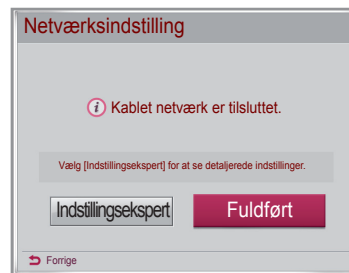 Netværksindstilling
Kablet netværk er tilsluttet.
Vælg [Indstillingsekspert] for at se detaljerede indstillinger.
Indstillingsekspert
Fuldført
Forrige